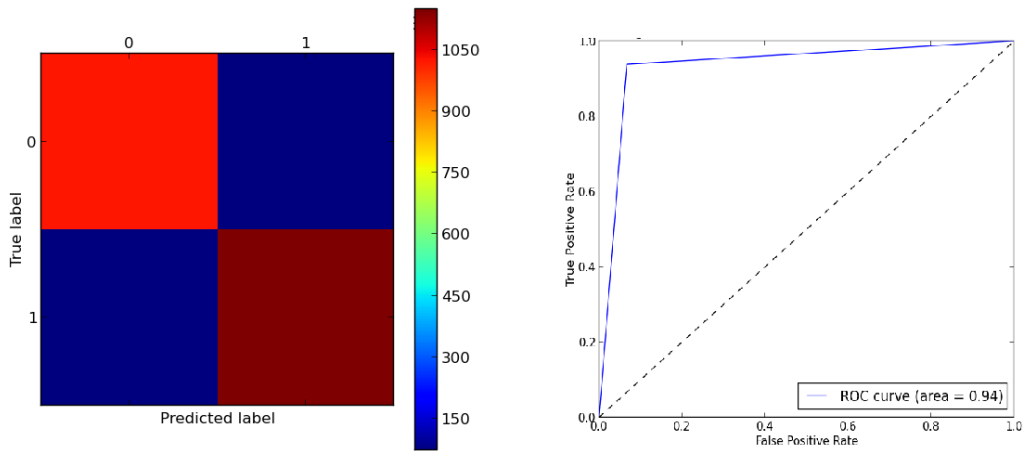 0 1
0
1
True label
Predicted label
1050
900
750
600
450
300
150
1.0
0.8
0.6
0.4
0.2
0.0
True Positive Rate
0.0 0.2 0.4 0.6 0.8 1.0
False Positive Rate
ROC curve (area = 0.94)